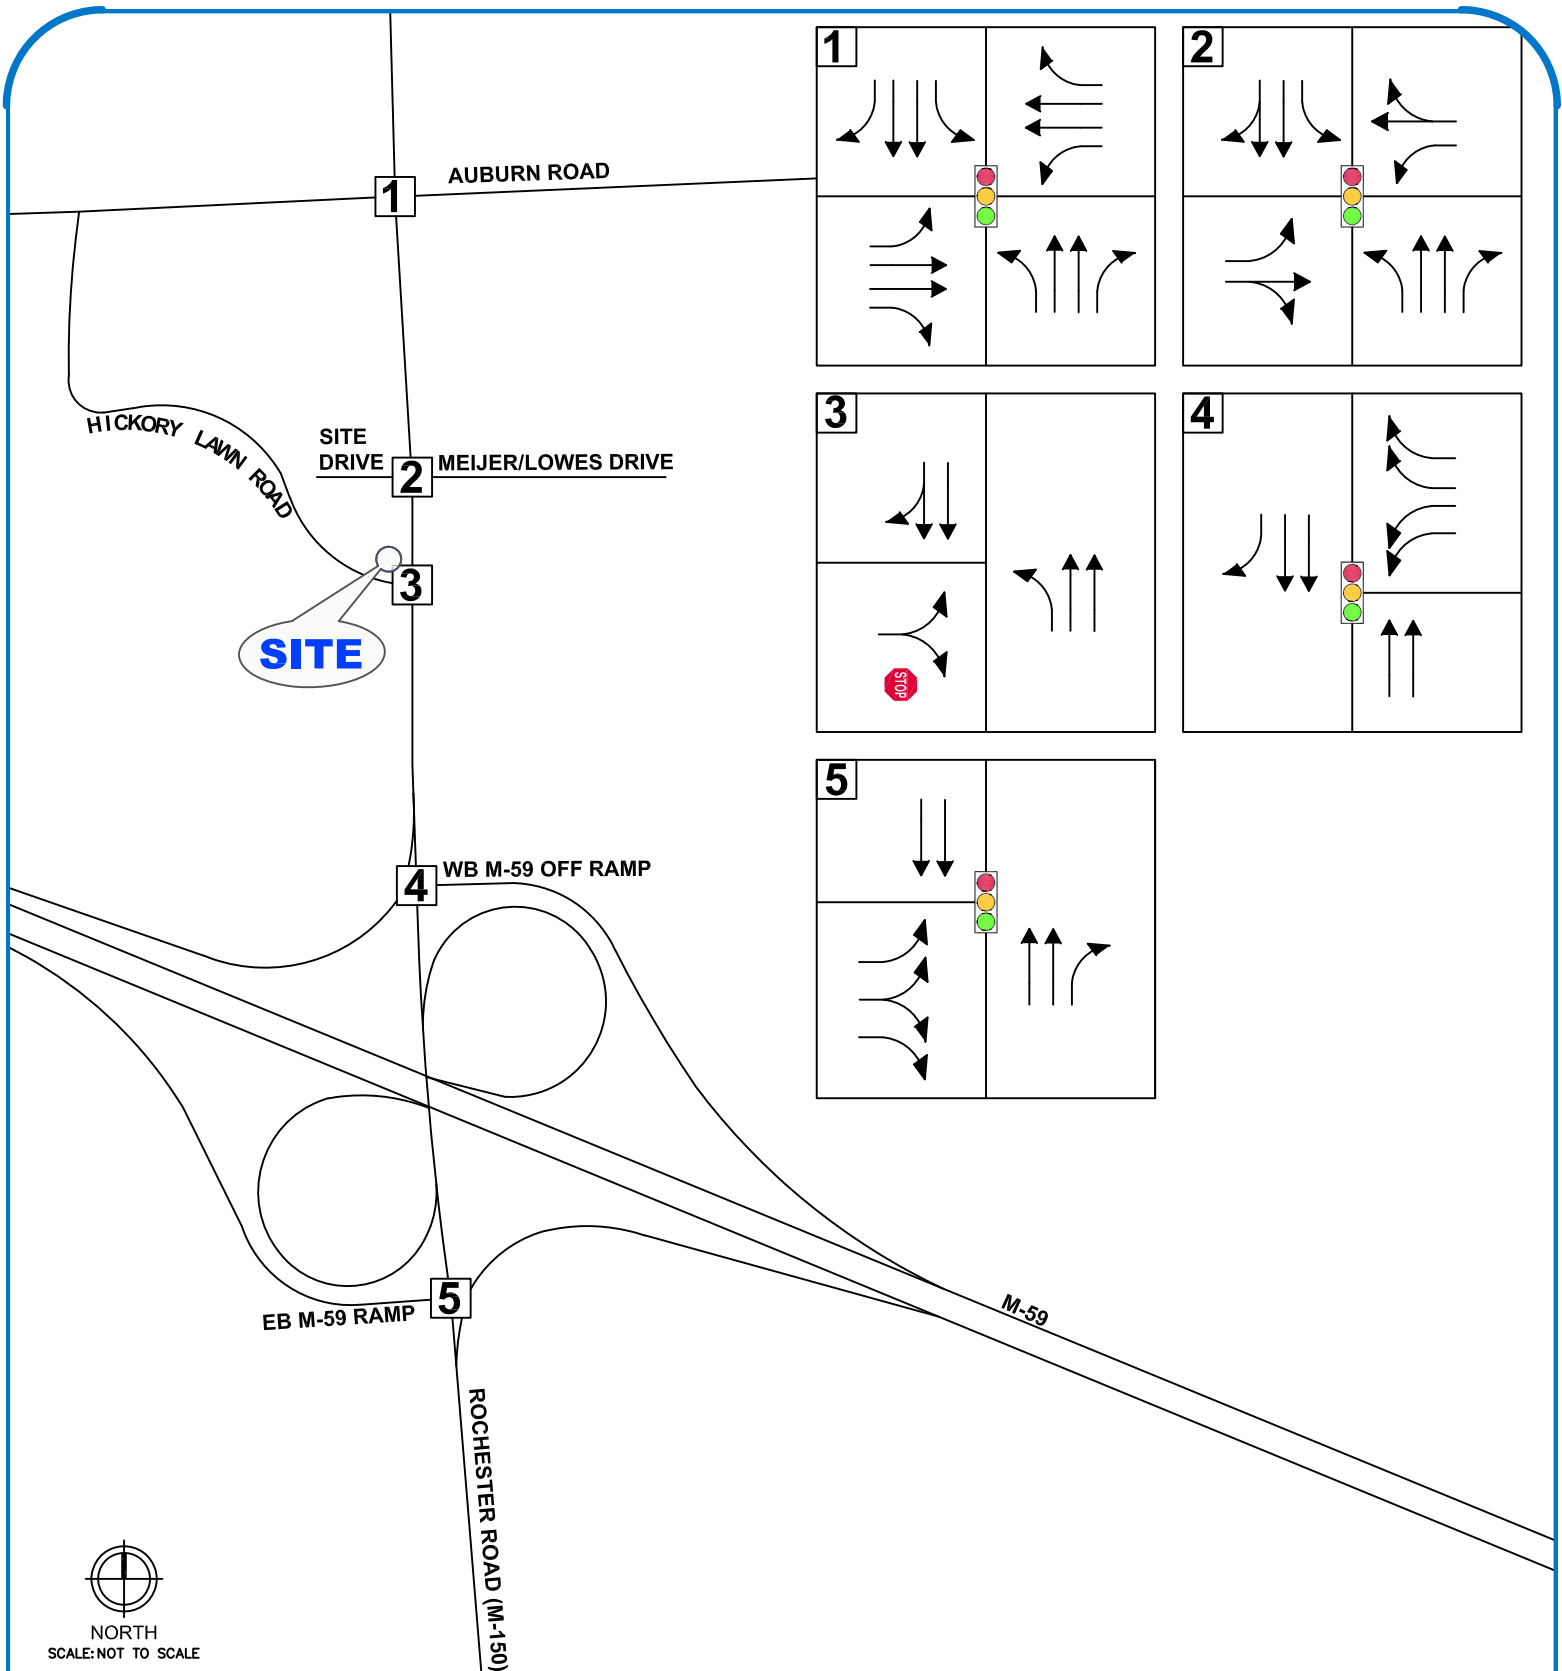 1
2
AUBURN ROAD
1
3
4
HICKORY LAWN ROAD
SITE
DRIVE
2
MEIJER/LOWES DRIVE
3
SITE
STOP
5
WB M-59 OFF RAMP
4
5
EB M-59 RAMP
M-59
ROCHESTER ROAD (M-150)
NORTH
SCALE: NOT TO SCALE